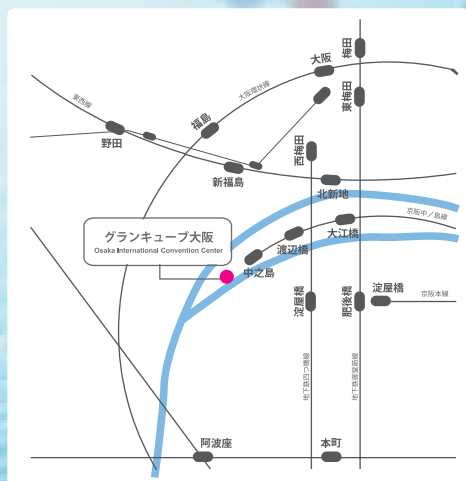 梅田
大阪
東梅田
大阪環状線
東西線
福島
野田
西梅田
新福島
北新地
京阪中ノ島線
大江橋
渡辺橋
グランキューブ大阪
Osaka International Convention Center
中之島
淀屋橋
肥後橋
淀屋橋
京阪本線
地下鉄四つ橋線
地下鉄御堂筋線
阿波座
本町